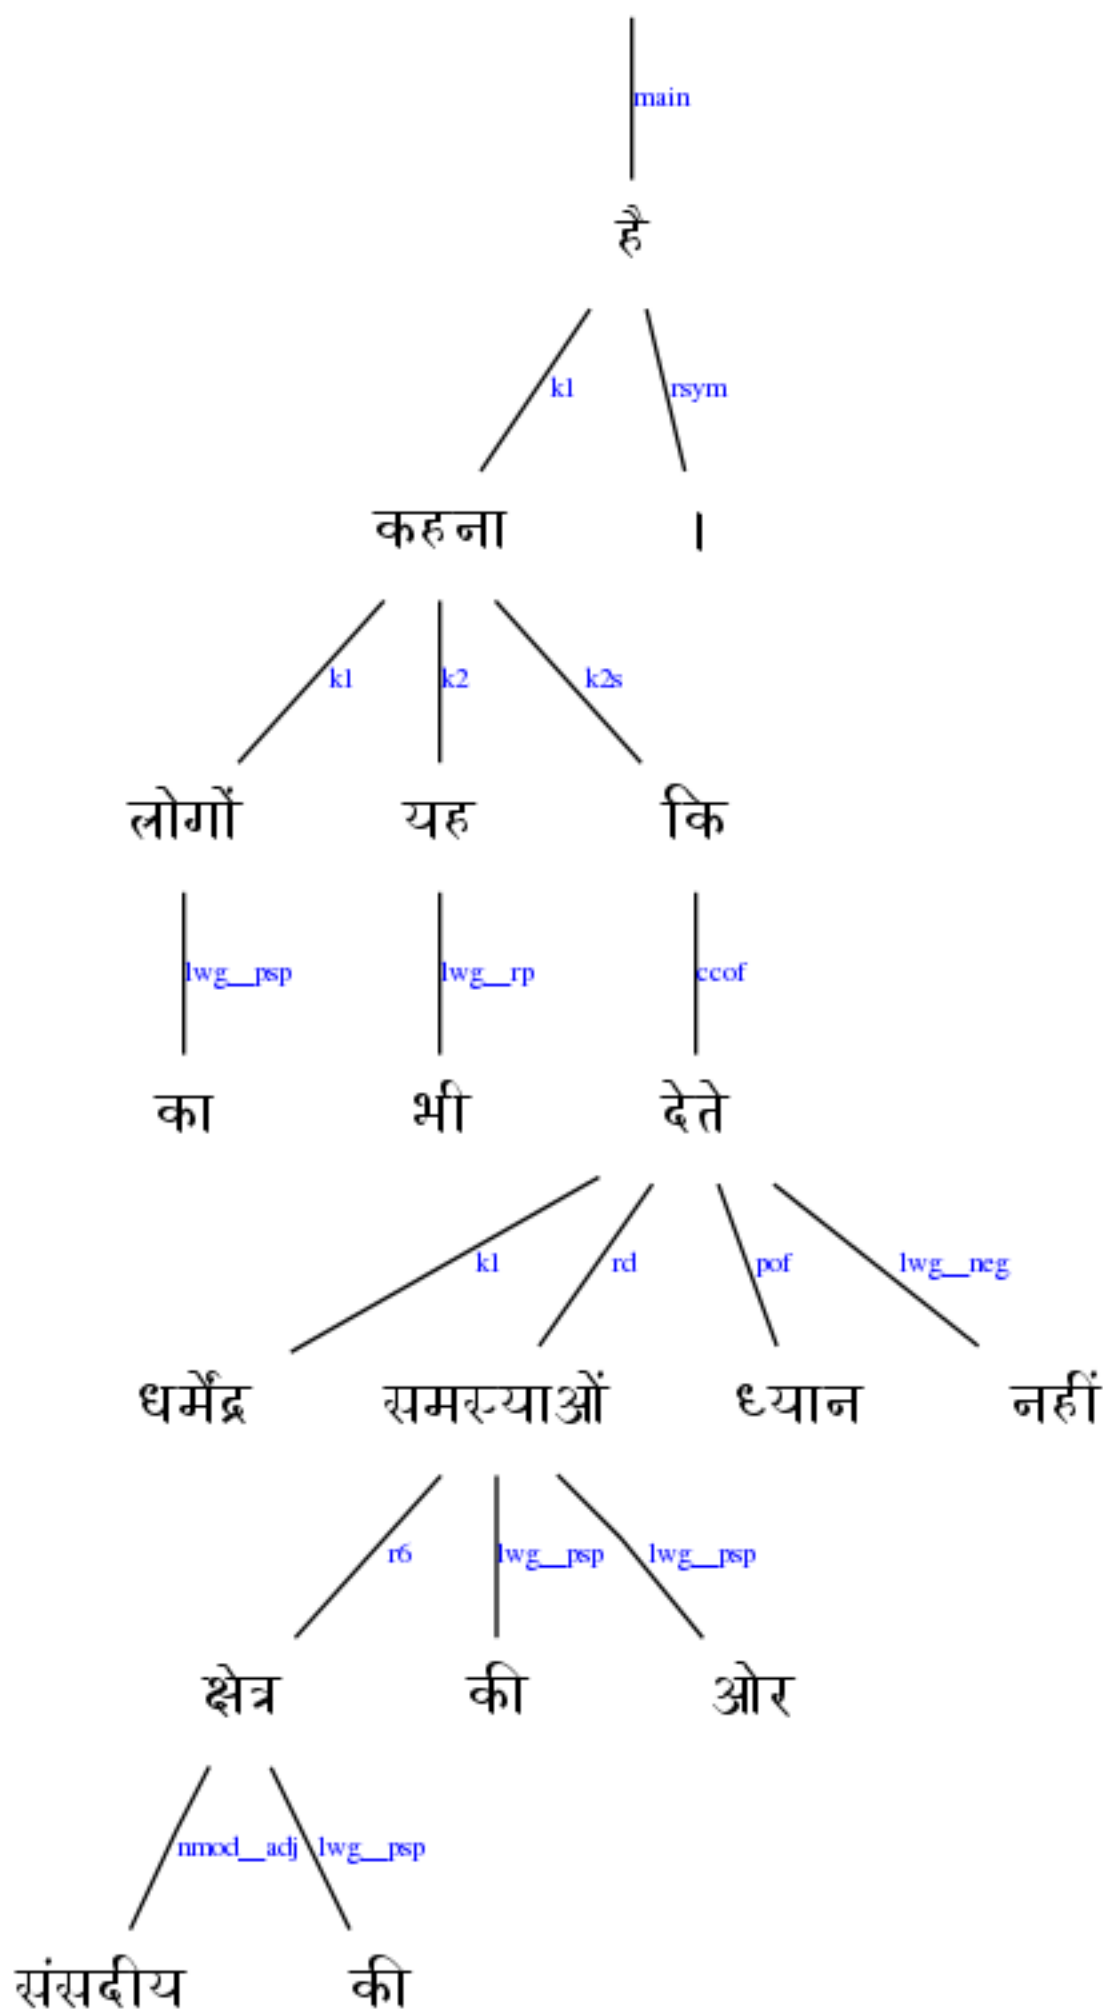 main
है
k1 rsym
कहना ।
k1 k2 k2s
लोगों यह कि
lwg__psp lwg__rp ccof
का भी देते
k1 rd pof lwg__neg
धर्मेंद्र समस्याओं ध्यान नहीं
r6 lwg__psp lwg__psp
क्षेत्र की ओर
nmod__adj lwg__psp
संसदीय की